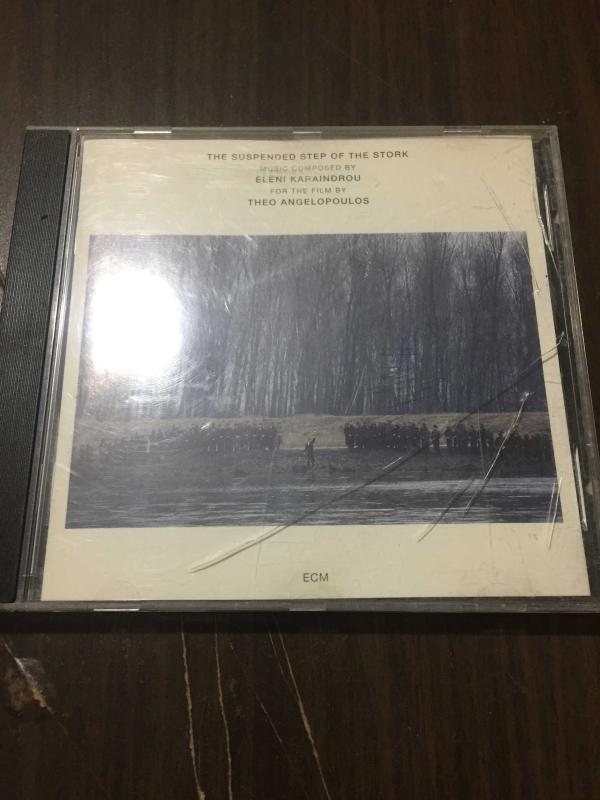 THE SUSPENDED STEP OF THE STORK
MUSIC COMPOSED BY
ELENI KARAINDROU
FOR THE FILM BY
THEO ANGELOPOULOS
ECM